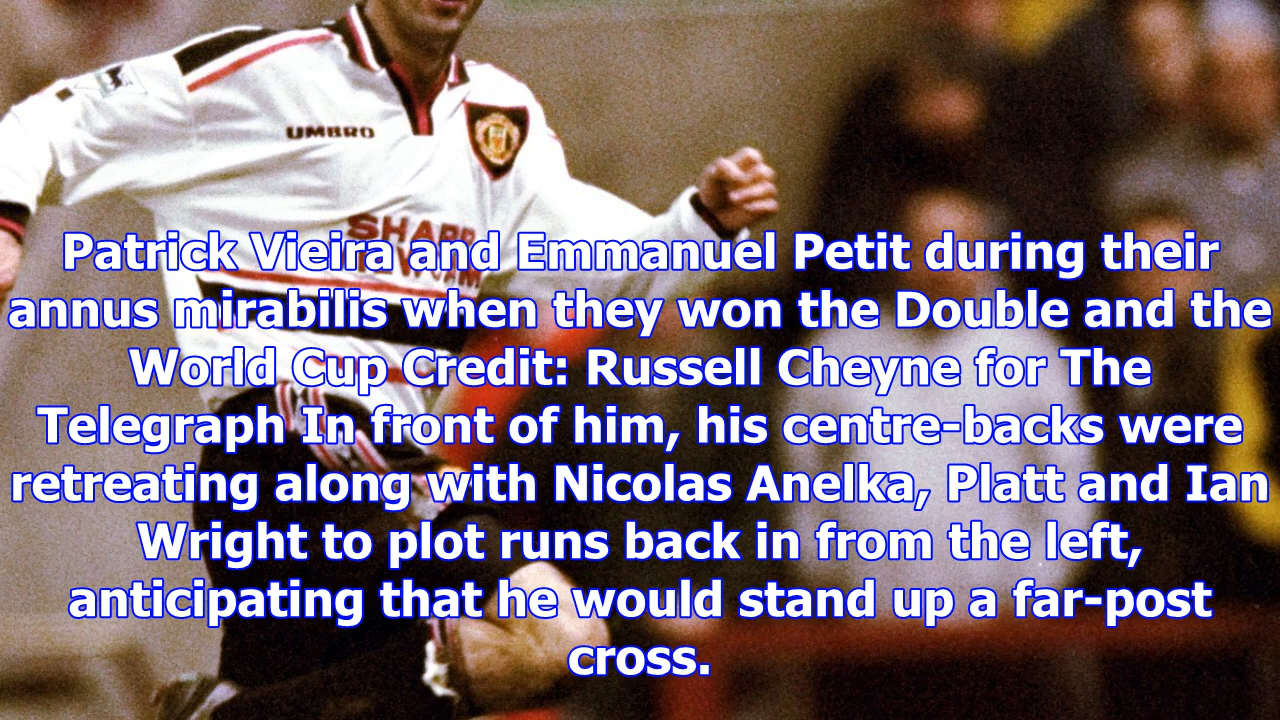 UMBRO
SHARP
Patrick Vieira and Emmanuel Petit during their
annus mirabilis when they won the Double and the
World Cup Credit: Russell Cheyne for The
Telegraph In front of him, his centre-backs were
retreating along with Nicolas Anelka, Platt and Ian
Wright to plot runs back in from the left,
anticipating that he would stand up a far-post
cross.